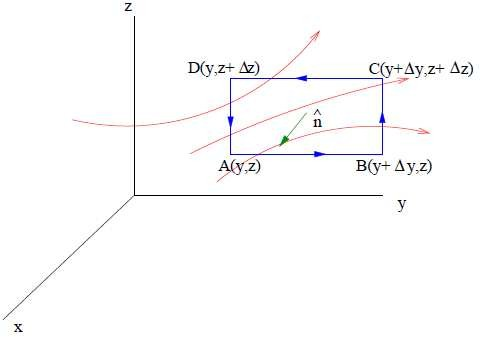 z
D(y,z+ Δz)
C(y+Δy,z+ Δz)
n̂
A(y,z)
B(y+ Δy,z)
y
x